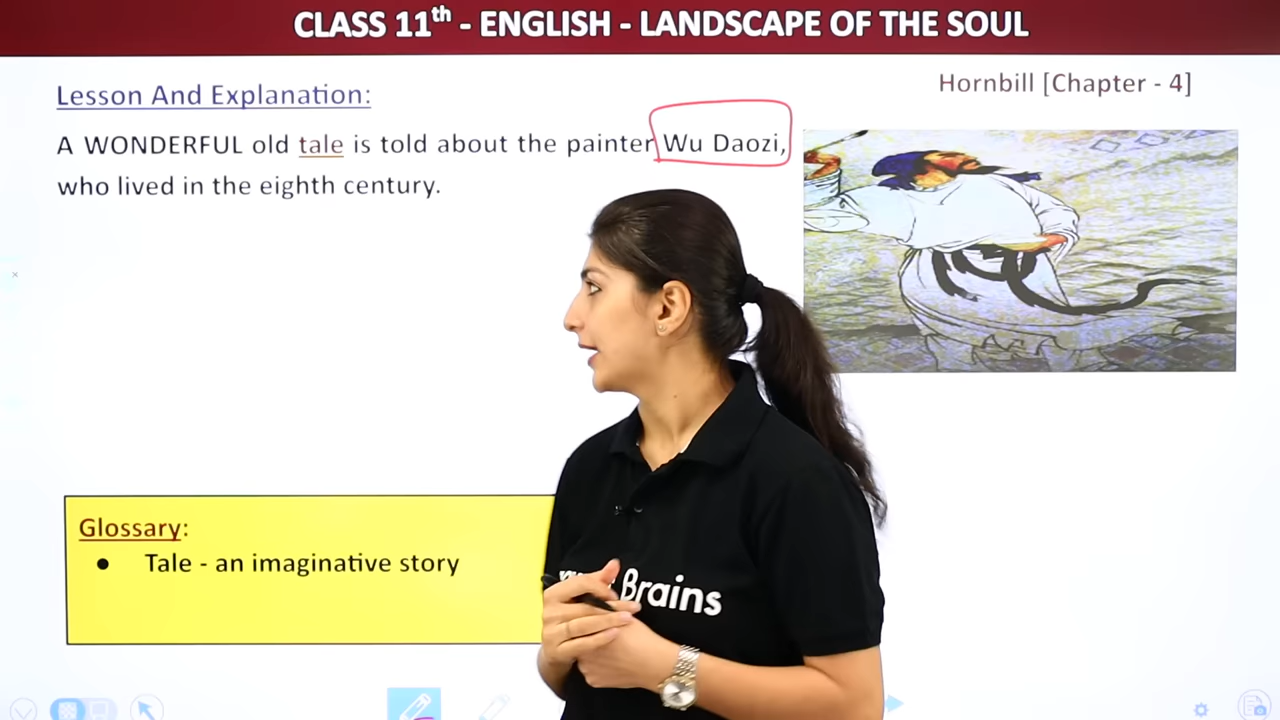 CLASS 11th - ENGLISH - LANDSCAPE OF THE SOUL
Lesson And Explanation:
Hornbill [Chapter - 4]
A WONDERFUL old tale is told about the painter Wu Daozi,
who lived in the eighth century.
Glossary:
● Tale - an imaginative story
Brains